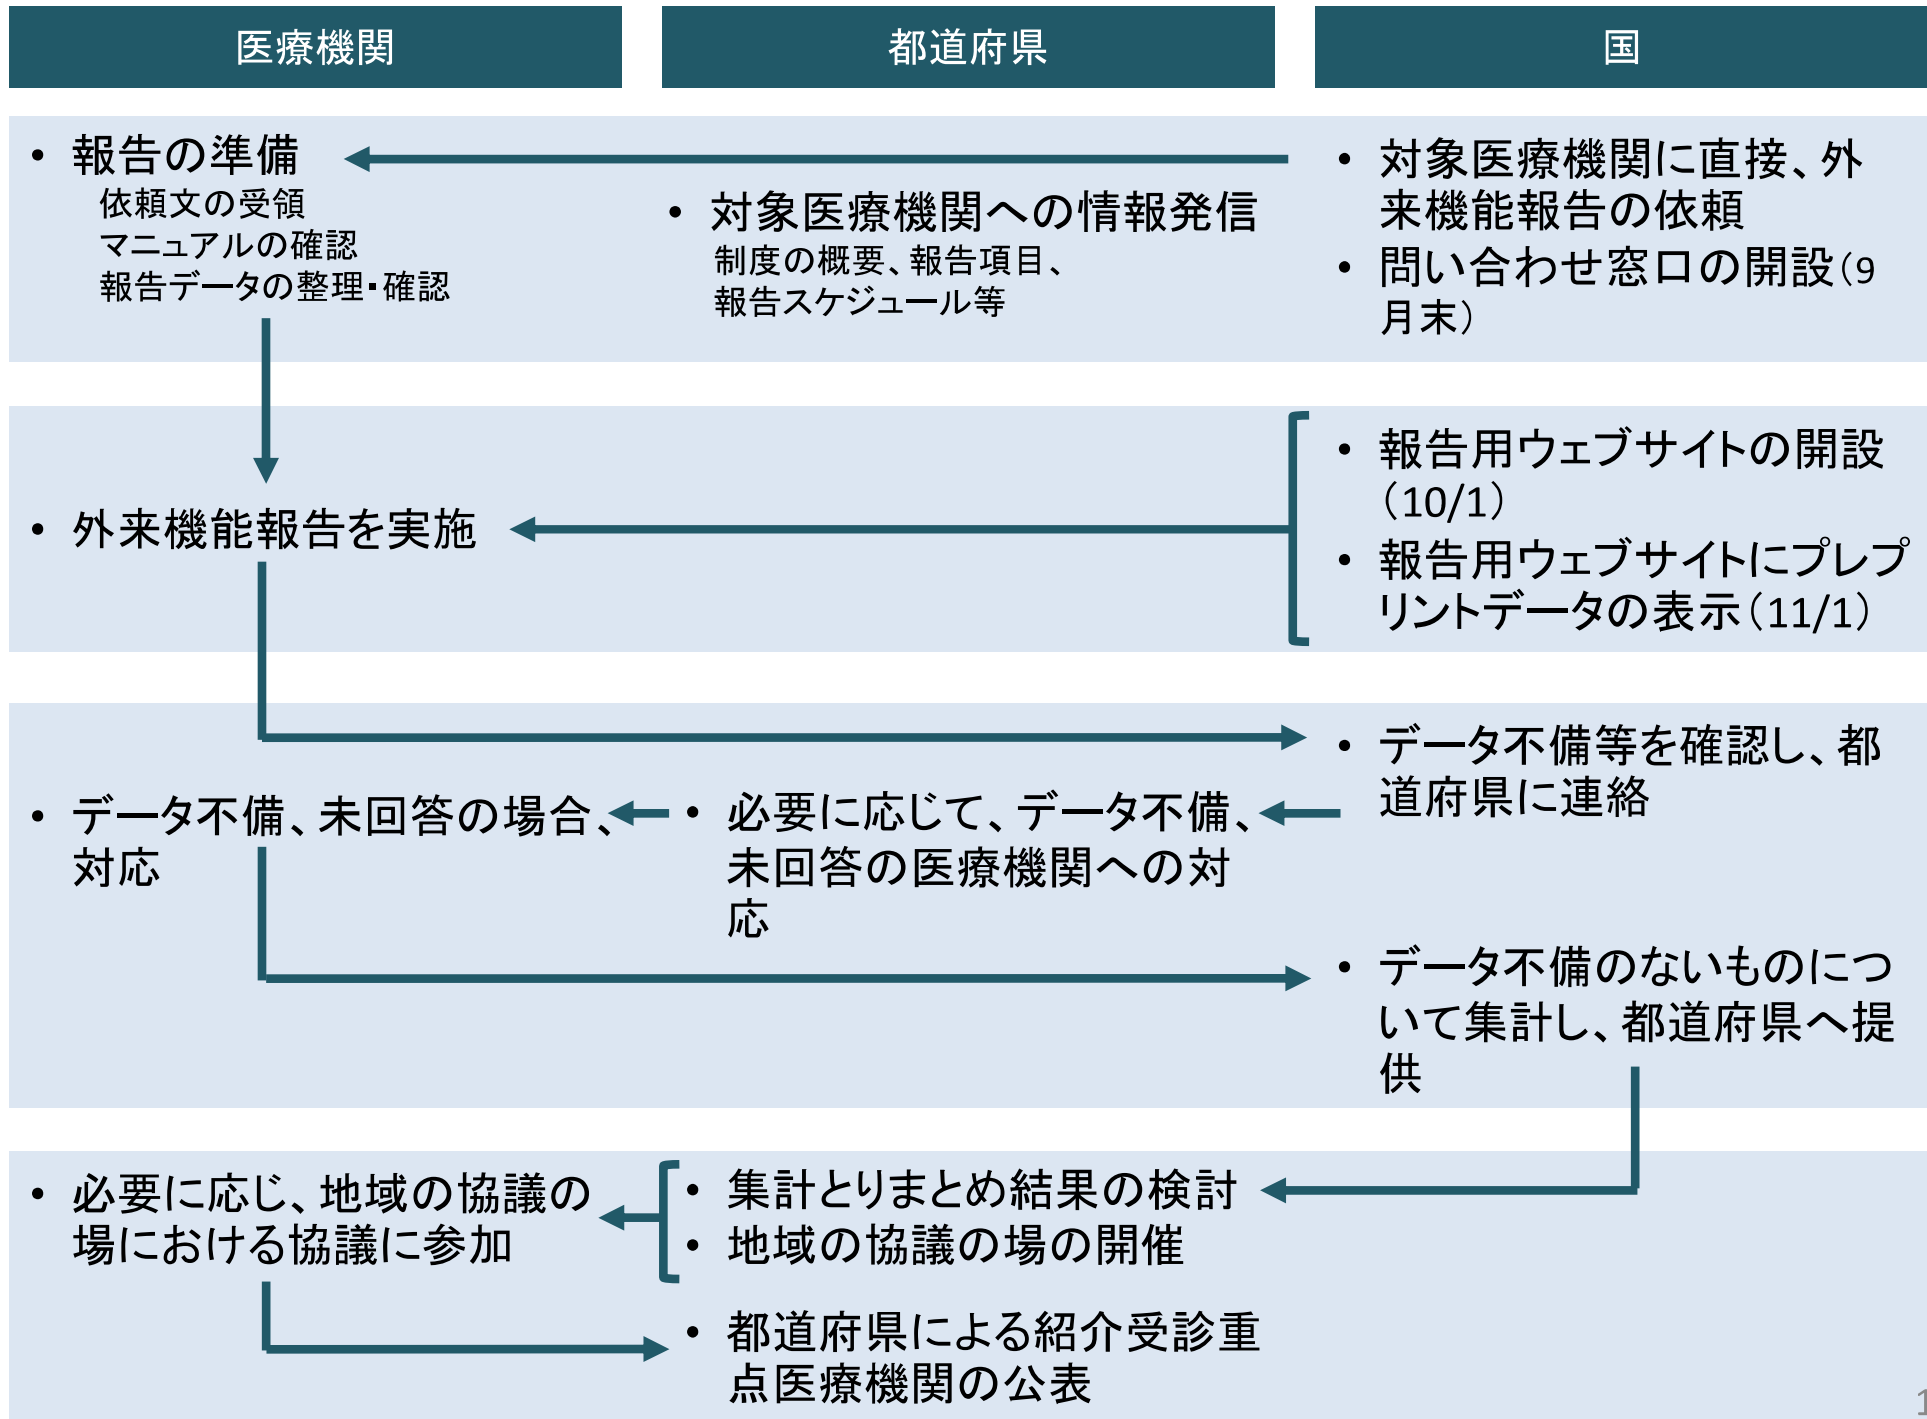 医療機関
都道府県
国
• 報告の準備
依頼文の受領
マニュアルの確認
報告データの整理・確認
• 対象医療機関への情報発信
制度の概要、報告項目、
報告スケジュール等
• 対象医療機関に直接、外
来機能報告の依頼
• 問い合わせ窓口の開設（9
月末）
• 外来機能報告を実施
• 報告用ウェブサイトの開設
（10/1）
• 報告用ウェブサイトにプレプ
リントデータの表示（11/1）
• データ不備等を確認し、都
道府県に連絡
• 必要に応じて、データ不備、
未回答の医療機関への対
応
• データ不備、未回答の場合、
対応
• データ不備のないものにつ
いて集計し、都道府県へ提
供
• 集計とりまとめ結果の検討
• 地域の協議の場の開催
• 必要に応じ、地域の協議の
場における協議に参加
• 都道府県による紹介受診重
点医療機関の公表
1